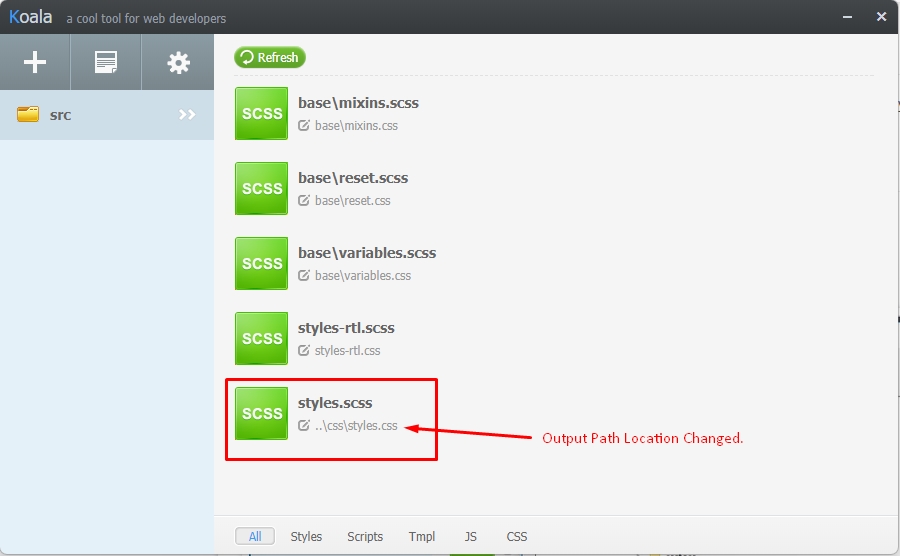 Koala a cool tool for web developers
Refresh
src
SCSS
base\mixins.scss
base\mixins.css
SCSS
base\reset.scss
base\reset.css
SCSS
base\variables.scss
base\variables.css
SCSS
styles-rtl.scss
styles-rtl.css
SCSS
styles.scss
..\css\styles.css
Output Path Location Changed.
All Styles Scripts Tmpl JS CSS